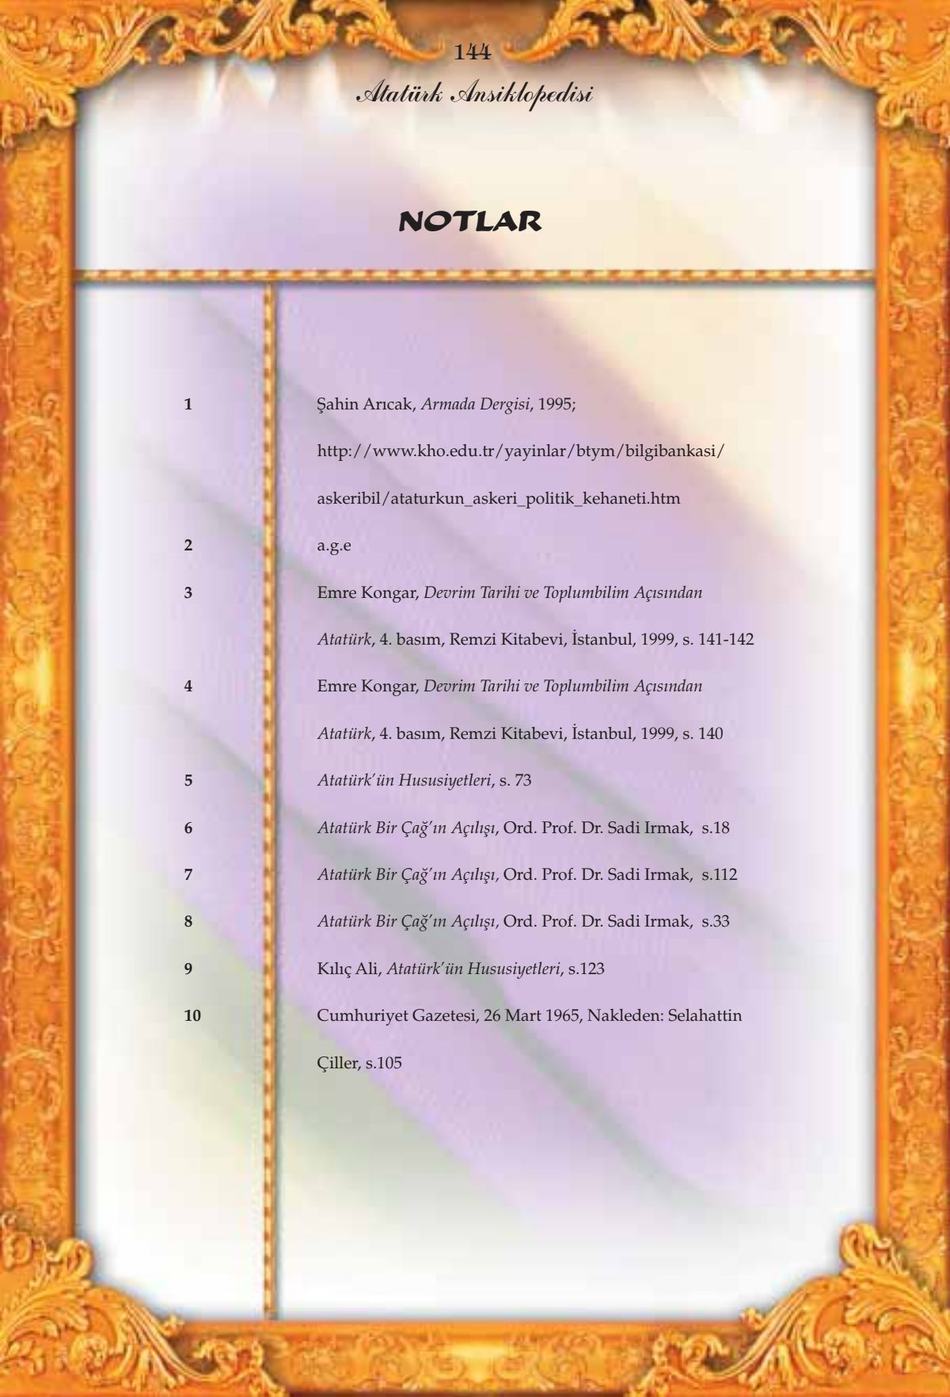 144
Atatürk Ansiklopedisi
NOTLAR
1 Şahin Arıcak, Armada Dergisi, 1995;
http://www.kho.edu.tr/yayinlar/btym/bilgibankasi/
askeribil/ataturkun_askeri_politik_kehaneti.htm
2 a.g.e
3 Emre Kongar, Devrim Tarihi ve Toplumbilim Açısından
Atatürk, 4. basım, Remzi Kitabevi, İstanbul, 1999, s. 141-142
4 Emre Kongar, Devrim Tarihi ve Toplumbilim Açısından
Atatürk, 4. basım, Remzi Kitabevi, İstanbul, 1999, s. 140
5 Atatürk'ün Hususiyetleri, s. 73
6 Atatürk Bir Çağ'ın Açılışı, Ord. Prof. Dr. Sadi Irmak, s.18
7 Atatürk Bir Çağ'ın Açılışı, Ord. Prof. Dr. Sadi Irmak, s.112
8 Atatürk Bir Çağ'ın Açılışı, Ord. Prof. Dr. Sadi Irmak, s.33
9 Kılıç Ali, Atatürk'ün Hususiyetleri, s.123
10 Cumhuriyet Gazetesi, 26 Mart 1965, Nakleden: Selahattin
Çiller, s.105